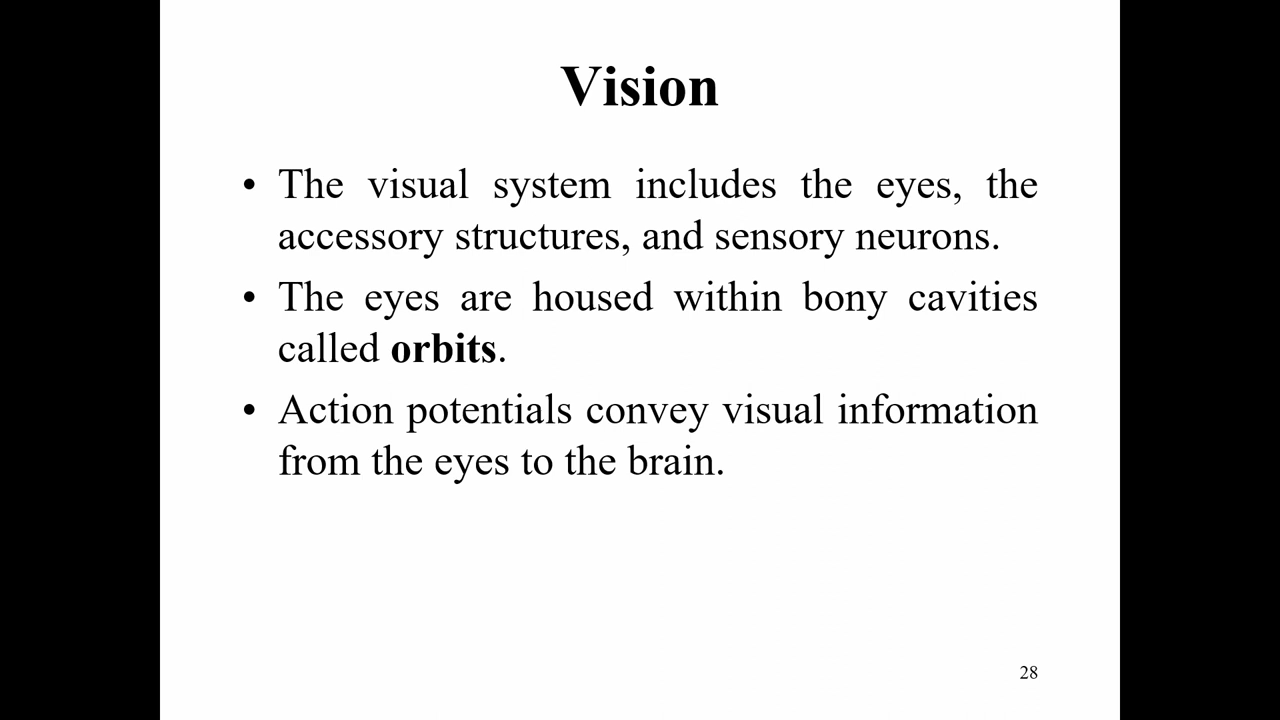 Vision
• The visual system includes the eyes, the
accessory structures, and sensory neurons.
• The eyes are housed within bony cavities
called orbits.
• Action potentials convey visual information
from the eyes to the brain.
28